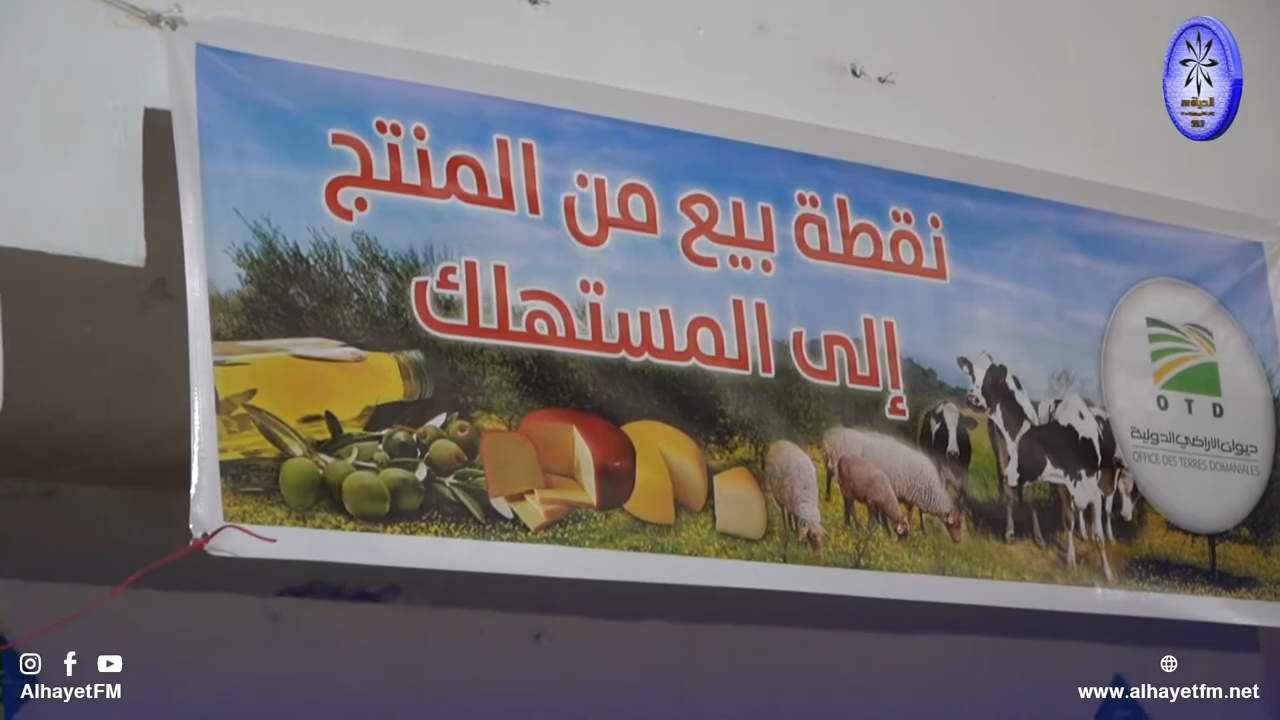 نقطة بيع من المنتج
إلى المستهلك
OTD
ديوان الأراضي الدولية
OFFICE DES TERRES DOMANIALES
AlhayetFM
www.alhayetfm.net